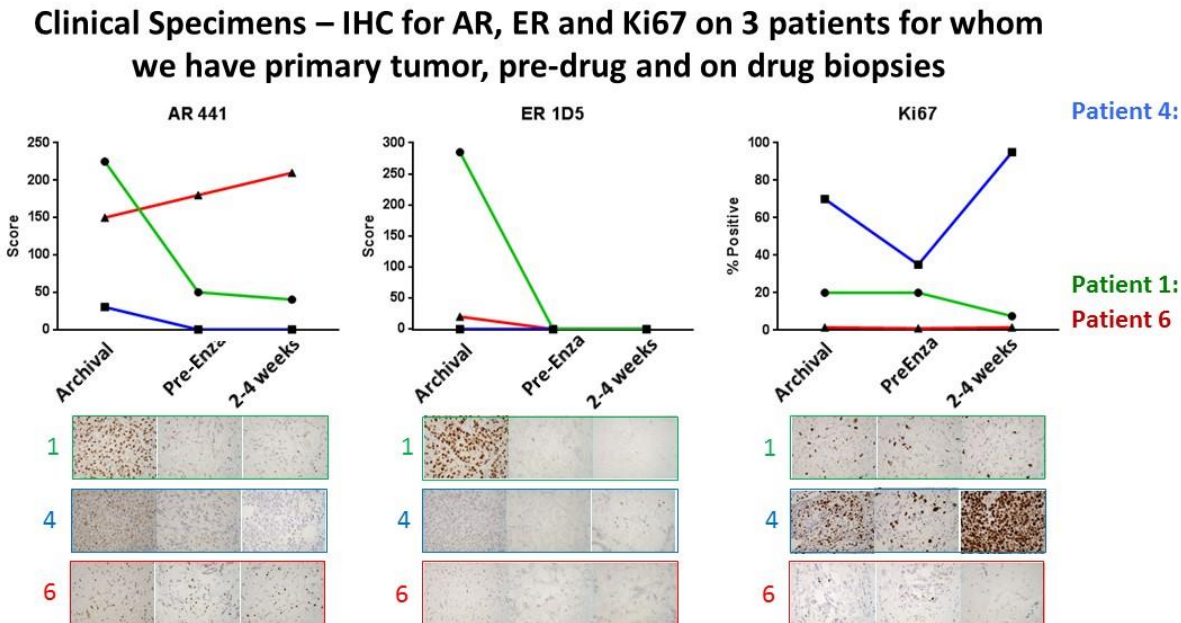 Clinical Specimens – IHC for AR, ER and Ki67 on 3 patients for whom
we have primary tumor, pre-drug and on drug biopsies
AR 441
250
200
150
100
50
0
Score
Archival
Pre-Enza
2-4 weeks
ER 1D5
300
250
200
150
100
50
0
Score
Archival
Pre-Enza
2-4 weeks
Ki67
100
80
60
40
20
0
% Positive
Archival
PreEnza
2-4 weeks
Patient 4:
Patient 1:
Patient 6
1
4
6
1
4
6
1
4
6